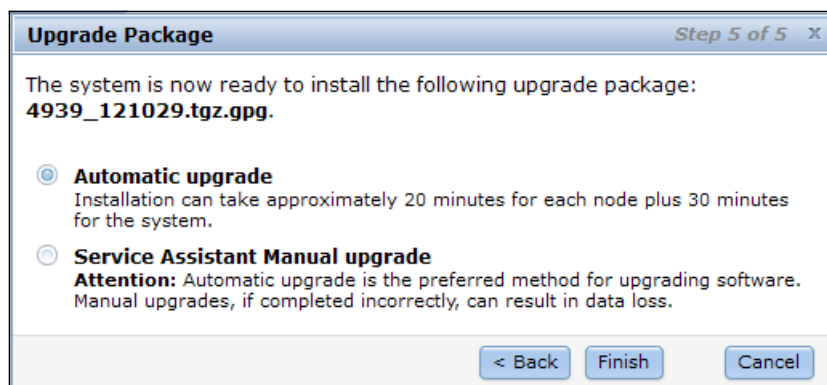 Upgrade Package Step 5 of 5 x
The system is now ready to install the following upgrade package:
4939_121029.tgz.gpg.
Automatic upgrade
Installation can take approximately 20 minutes for each node plus 30 minutes
for the system.
Service Assistant Manual upgrade
Attention: Automatic upgrade is the preferred method for upgrading software.
Manual upgrades, if completed incorrectly, can result in data loss.
< Back Finish Cancel